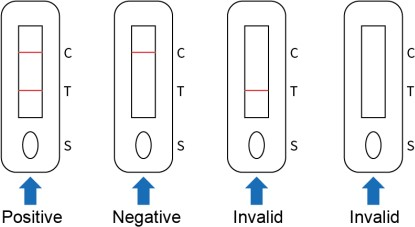 C C C C
T T T T
S S S S
Positive Negative Invalid Invalid